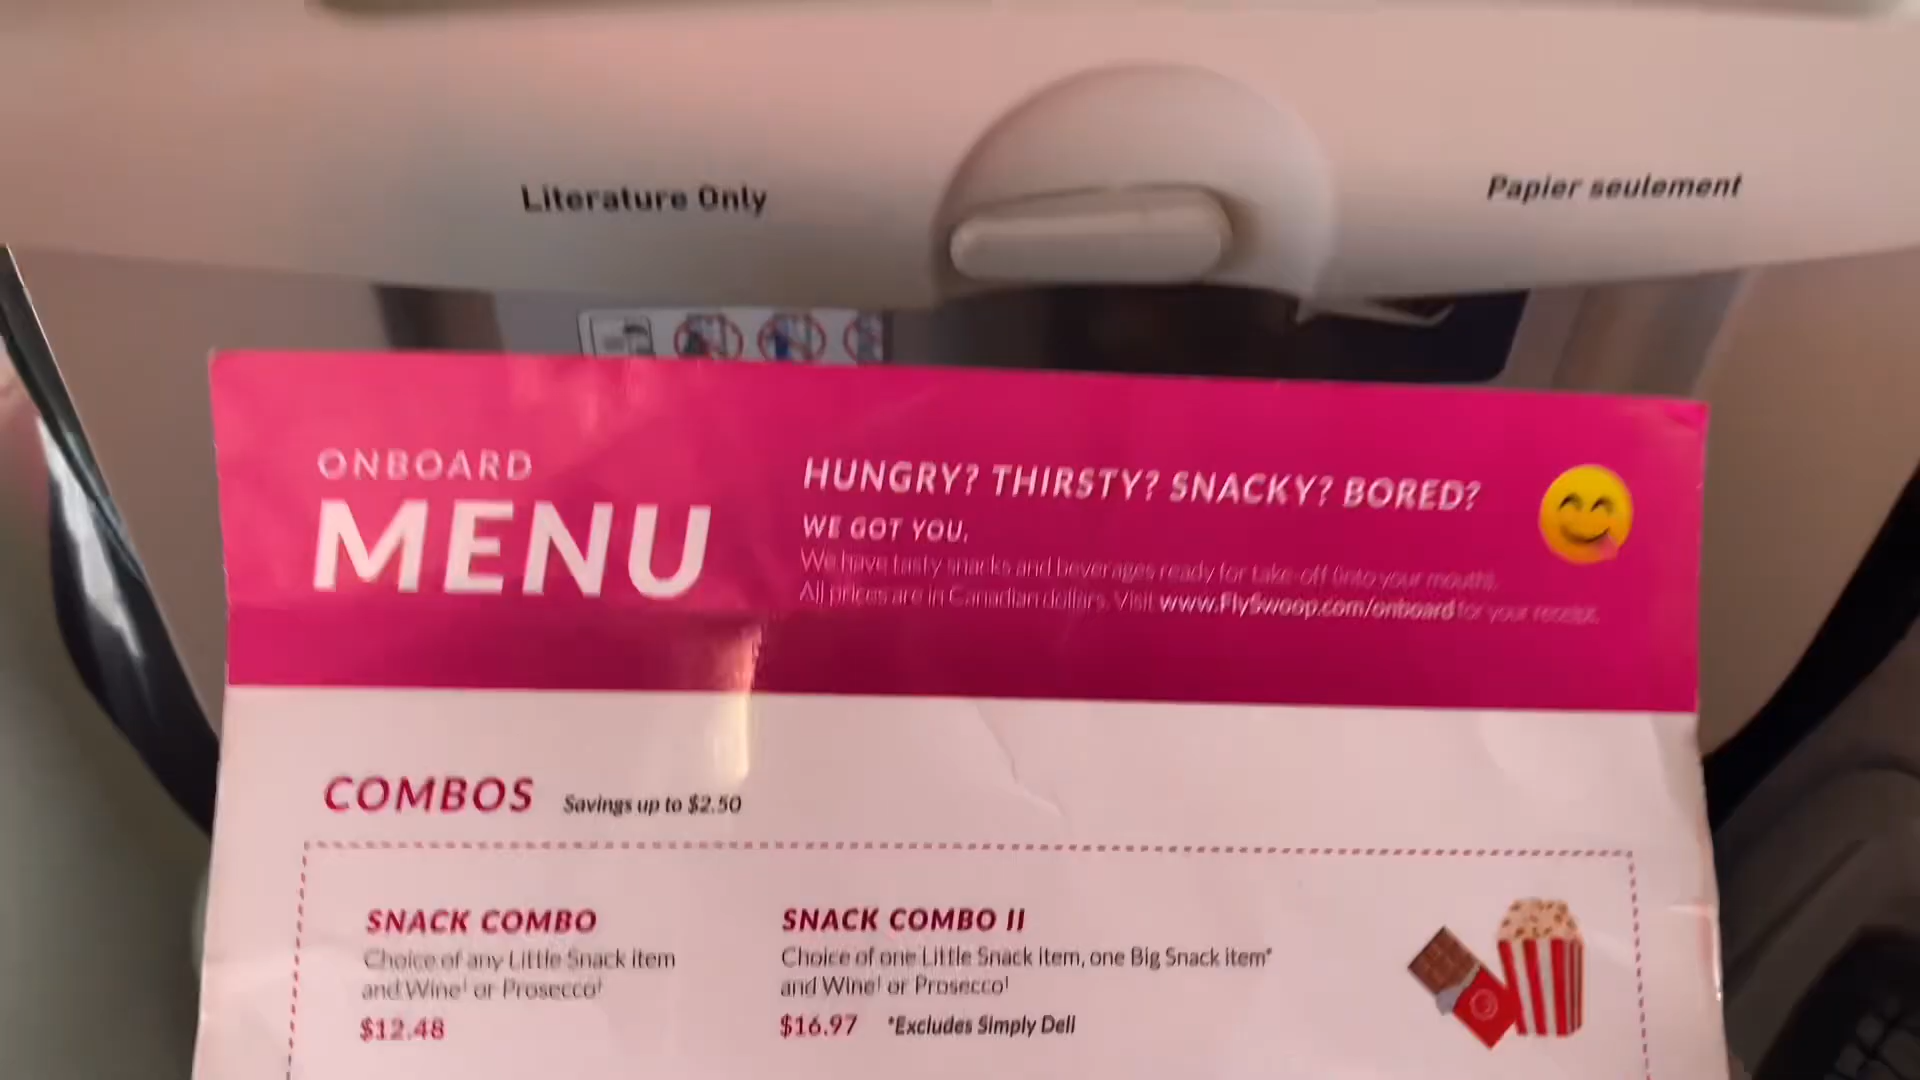 Literature Only
Papier seulement
ONBOARD
MENU
HUNGRY? THIRSTY? SNACKY? BORED?
WE GOT YOU.
We have tasty snacks and beverages ready for take-off (into your mouth).
All prices are in Canadian dollars. Visit www.FlySwoop.com/onboard for your receipt.
COMBOS Savings up to $2.50
SNACK COMBO
Choice of any Little Snack item
and Wine¹ or Prosecco¹
$12.48
SNACK COMBO II
Choice of one Little Snack item, one Big Snack item*
and Wine¹ or Prosecco¹
$16.97 *Excludes Simply Deli